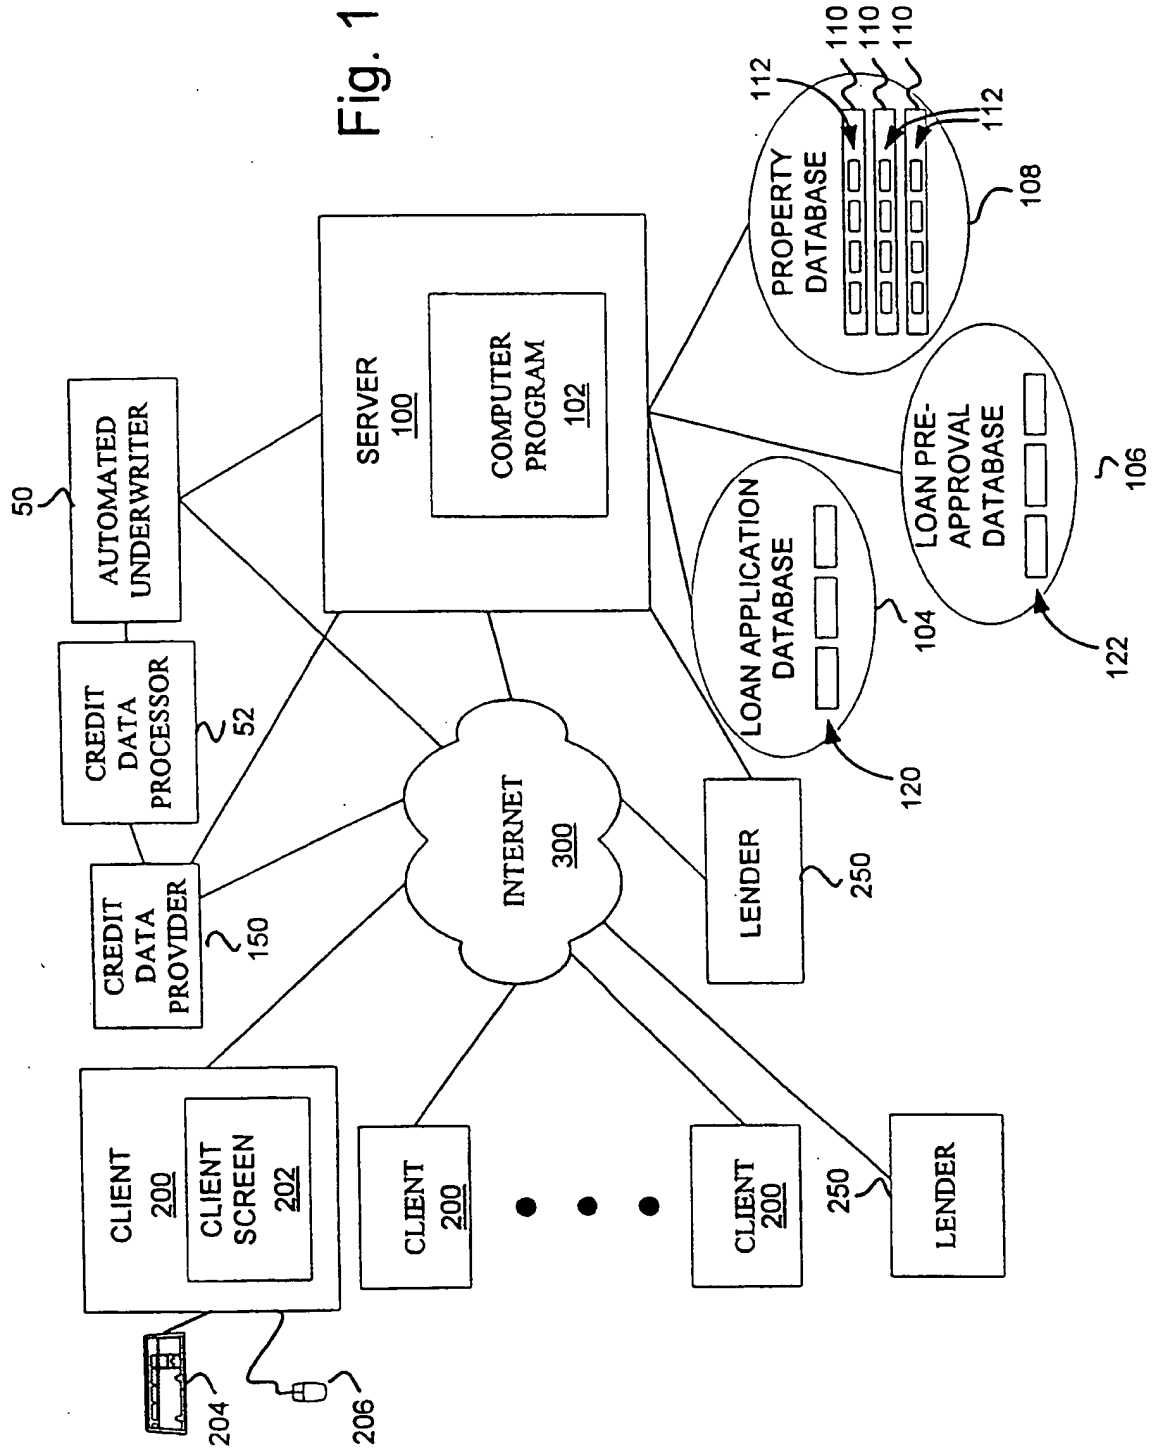 Fig. 1
50
AUTOMATED
UNDERWRITER
CREDIT
DATA
PROCESSOR
52
CREDIT
DATA
PROVIDER
150
CLIENT
200
CLIENT
SCREEN
202
204
206
CLIENT
200
CLIENT
200
250
LENDER
INTERNET
300
LENDER
250
SERVER
100
COMPUTER
PROGRAM
102
LOAN APPLICATION
DATABASE
104
120
LOAN PRE-
APPROVAL
DATABASE
106
122
PROPERTY
DATABASE
108
112
110
110
110
112